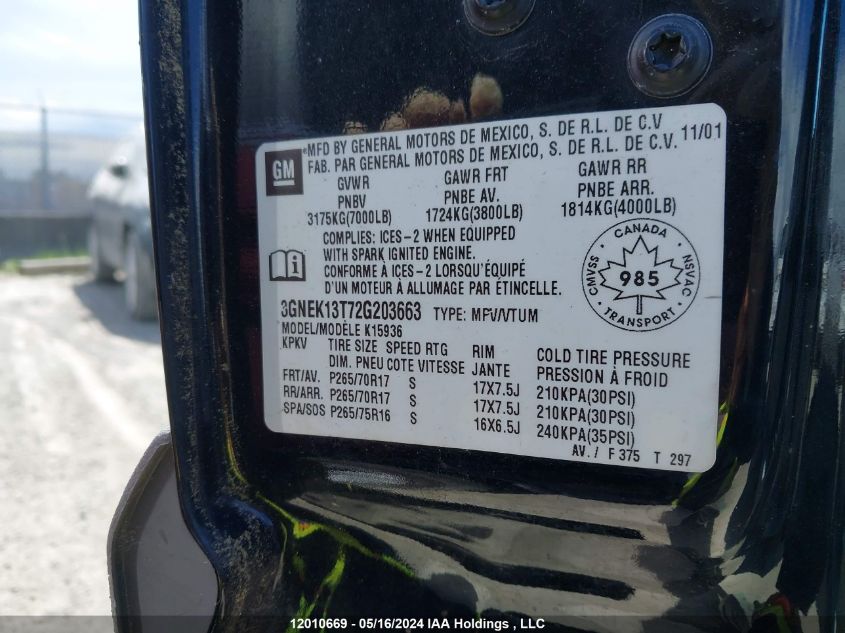 *MFD BY GENERAL MOTORS DE MEXICO, S. DE R.L. DE C.V
FAB. PAR GENERAL MOTORS DE MEXICO, S. DE R.L. DE C.V. 11/01
GM
GVWR GAWR FRT GAWR RR
PNBV PNBE AV. PNBE ARR.
3175KG(7000LB) 1724KG(3800LB) 1814KG(4000LB)
COMPLIES: ICES-2 WHEN EQUIPPED
WITH SPARK IGNITED ENGINE.
CONFORME À ICES-2 LORSQU'ÉQUIPÉ
D'UN MOTEUR À ALLUMAGE PAR ÉTINCELLE.
CANADA
CMVSS 985 NSVAC
TRANSPORT
3GNEK13T72G203663 TYPE: MPV/VTUM
MODEL/MODÈLE K15936
KPKV TIRE SIZE SPEED RTG RIM COLD TIRE PRESSURE
DIM. PNEU COTE VITESSE JANTE PRESSION À FROID
FRT/AV. P265/70R17 S 17X7.5J 210KPA(30PSI)
RR/ARR. P265/70R17 S 17X7.5J 210KPA(30PSI)
SPA/SOS P265/75R16 S 16X6.5J 240KPA(35PSI)
AV. / F 375 T 297
12010669 - 05/16/2024 IAA Holdings , LLC